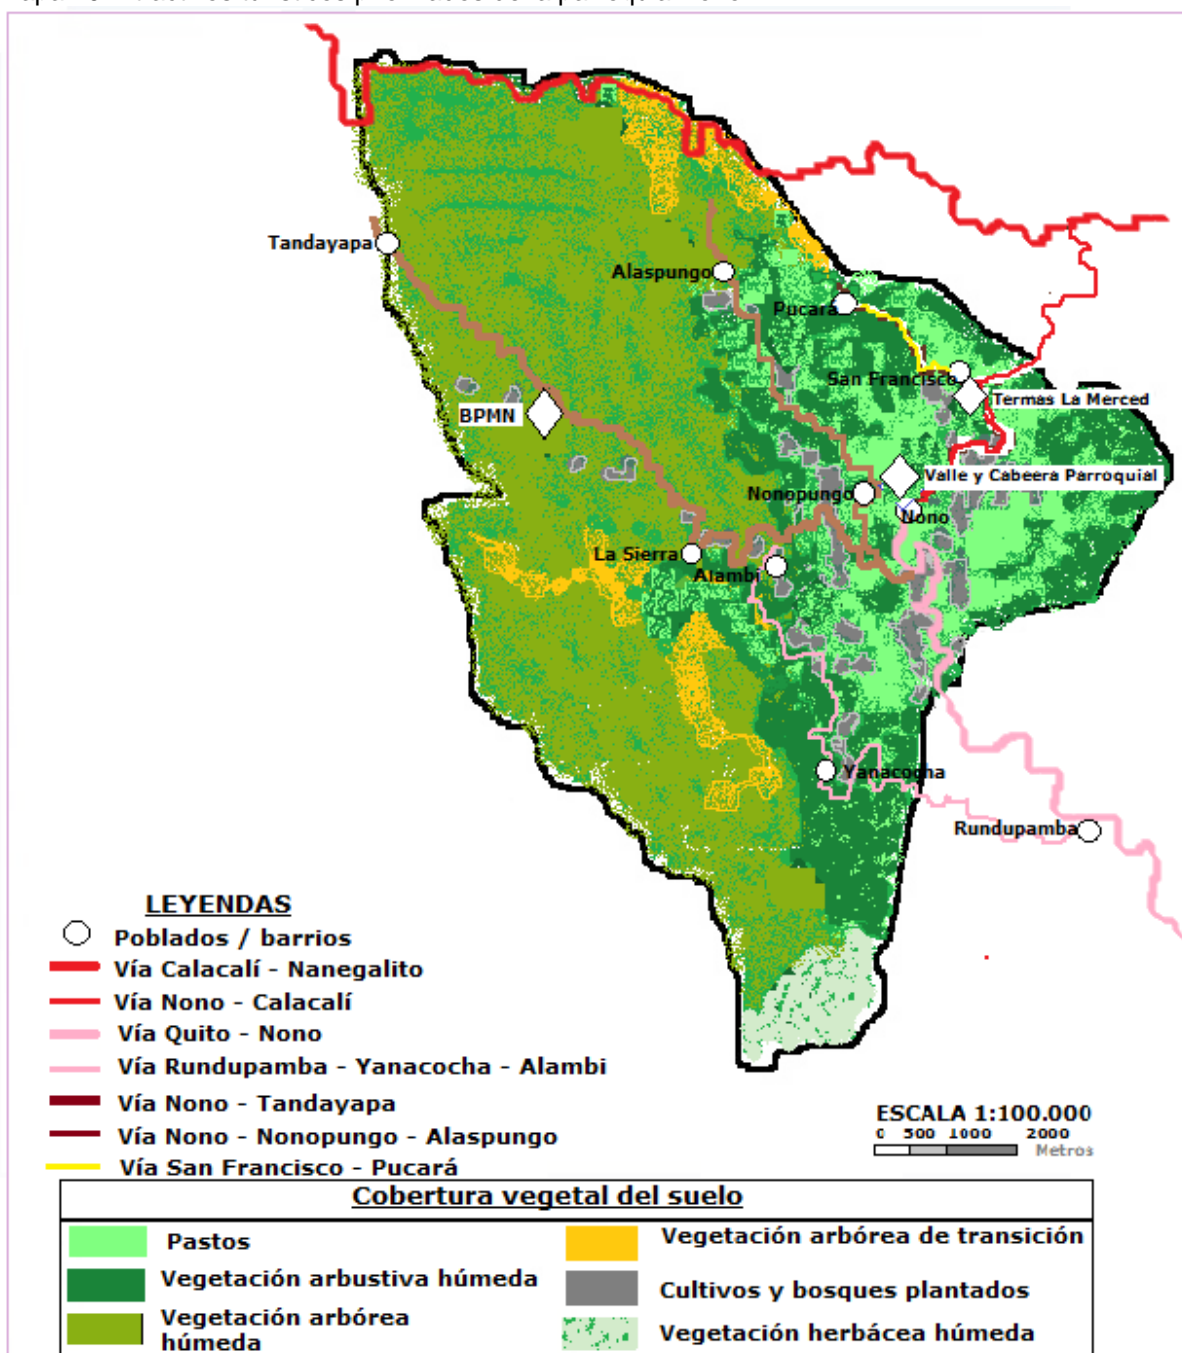 Tandayapa
Alaspungo
Pucará
San Francisco
Termas La Merced
BPMN
Valle y Cabeera Parroquial
Nonopungo
Nono
La Sierra
Alambi
Yanacocha
Rundupamba
LEYENDAS
Poblados / barrios
Vía Calacalí - Nanegalito
Vía Nono - Calacalí
Vía Quito - Nono
Vía Rundupamba - Yanacocha - Alambi
Vía Nono - Tandayapa
Vía Nono - Nonopungo - Alaspungo
Vía San Francisco - Pucará
ESCALA 1:100.000
0 500 1000 2000
Metros
Cobertura vegetal del suelo
Pastos
Vegetación arbustiva húmeda
Vegetación arbórea
húmeda
Vegetación arbórea de transición
Cultivos y bosques plantados
Vegetación herbácea húmeda